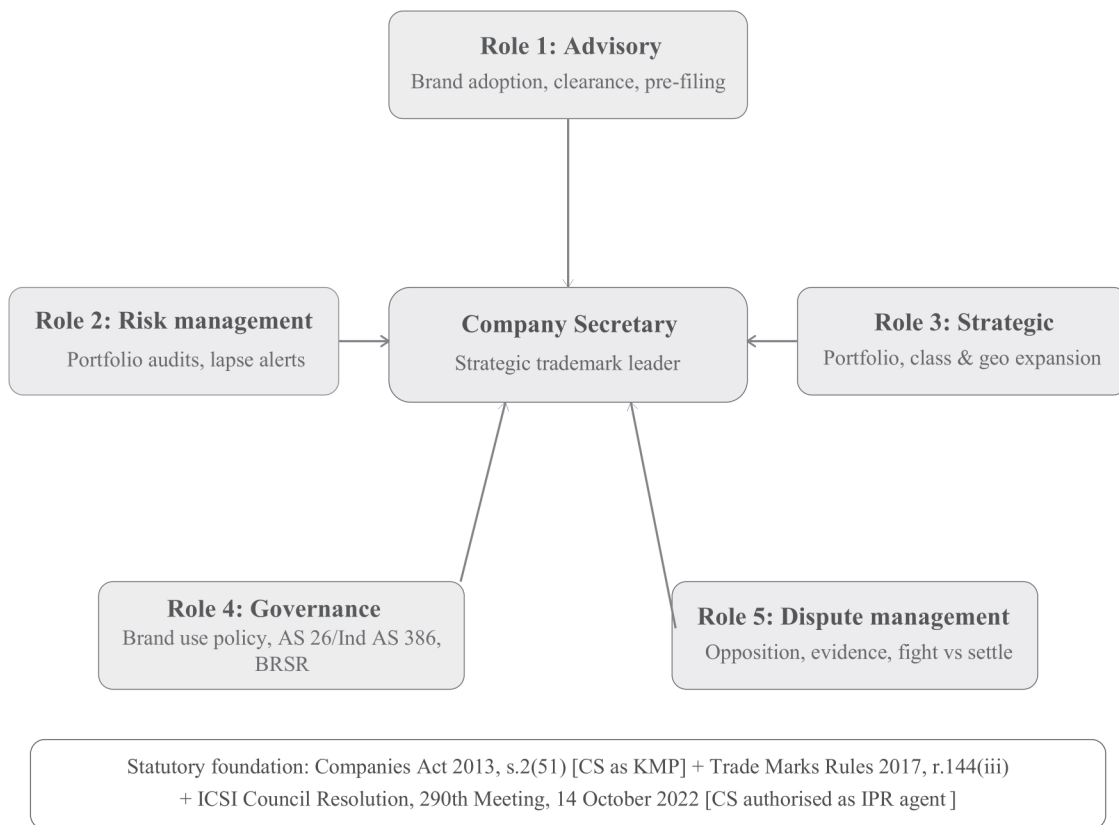 Role 1: Advisory
Brand adoption, clearance, pre-filing
Role 2: Risk management
Portfolio audits, lapse alerts
Company Secretary
Strategic trademark leader
Role 3: Strategic
Portfolio, class & geo expansion
Role 4: Governance
Brand use policy, AS 26/Ind AS 386,
BRSR
Role 5: Dispute management
Opposition, evidence, fight vs settle
Statutory foundation: Companies Act 2013, s.2(51) [CS as KMP] + Trade Marks Rules 2017, r.144(iii)
+ ICSI Council Resolution, 290th Meeting, 14 October 2022 [CS authorised as IPR agent ]